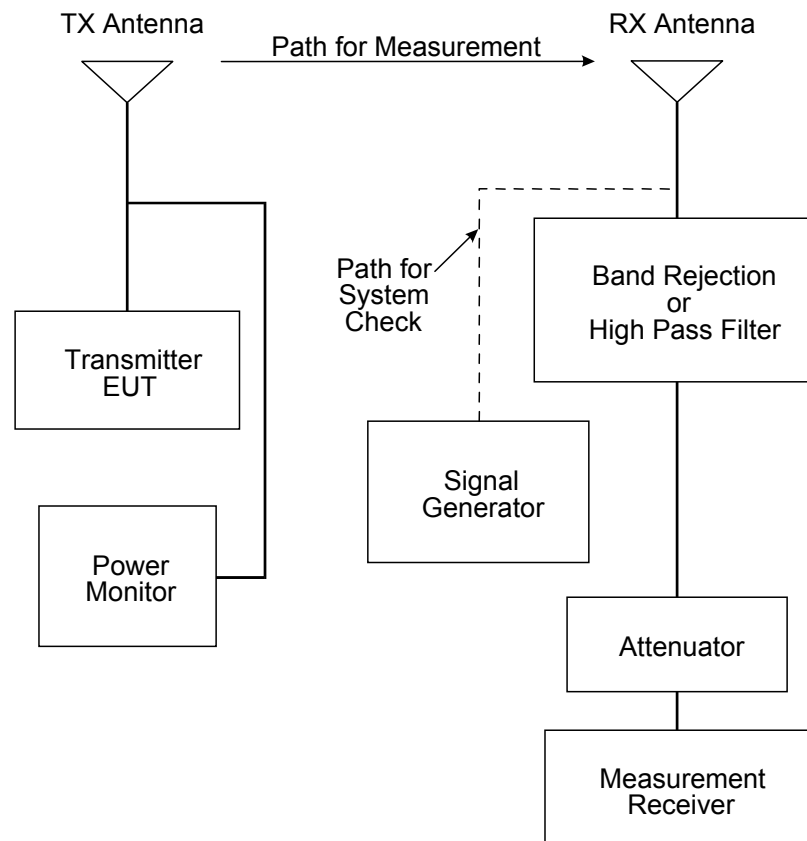 TX Antenna
Path for Measurement
RX Antenna
Path for
System
Check
Band Rejection
or
High Pass Filter
Transmitter
EUT
Signal
Generator
Power
Monitor
Attenuator
Measurement
Receiver